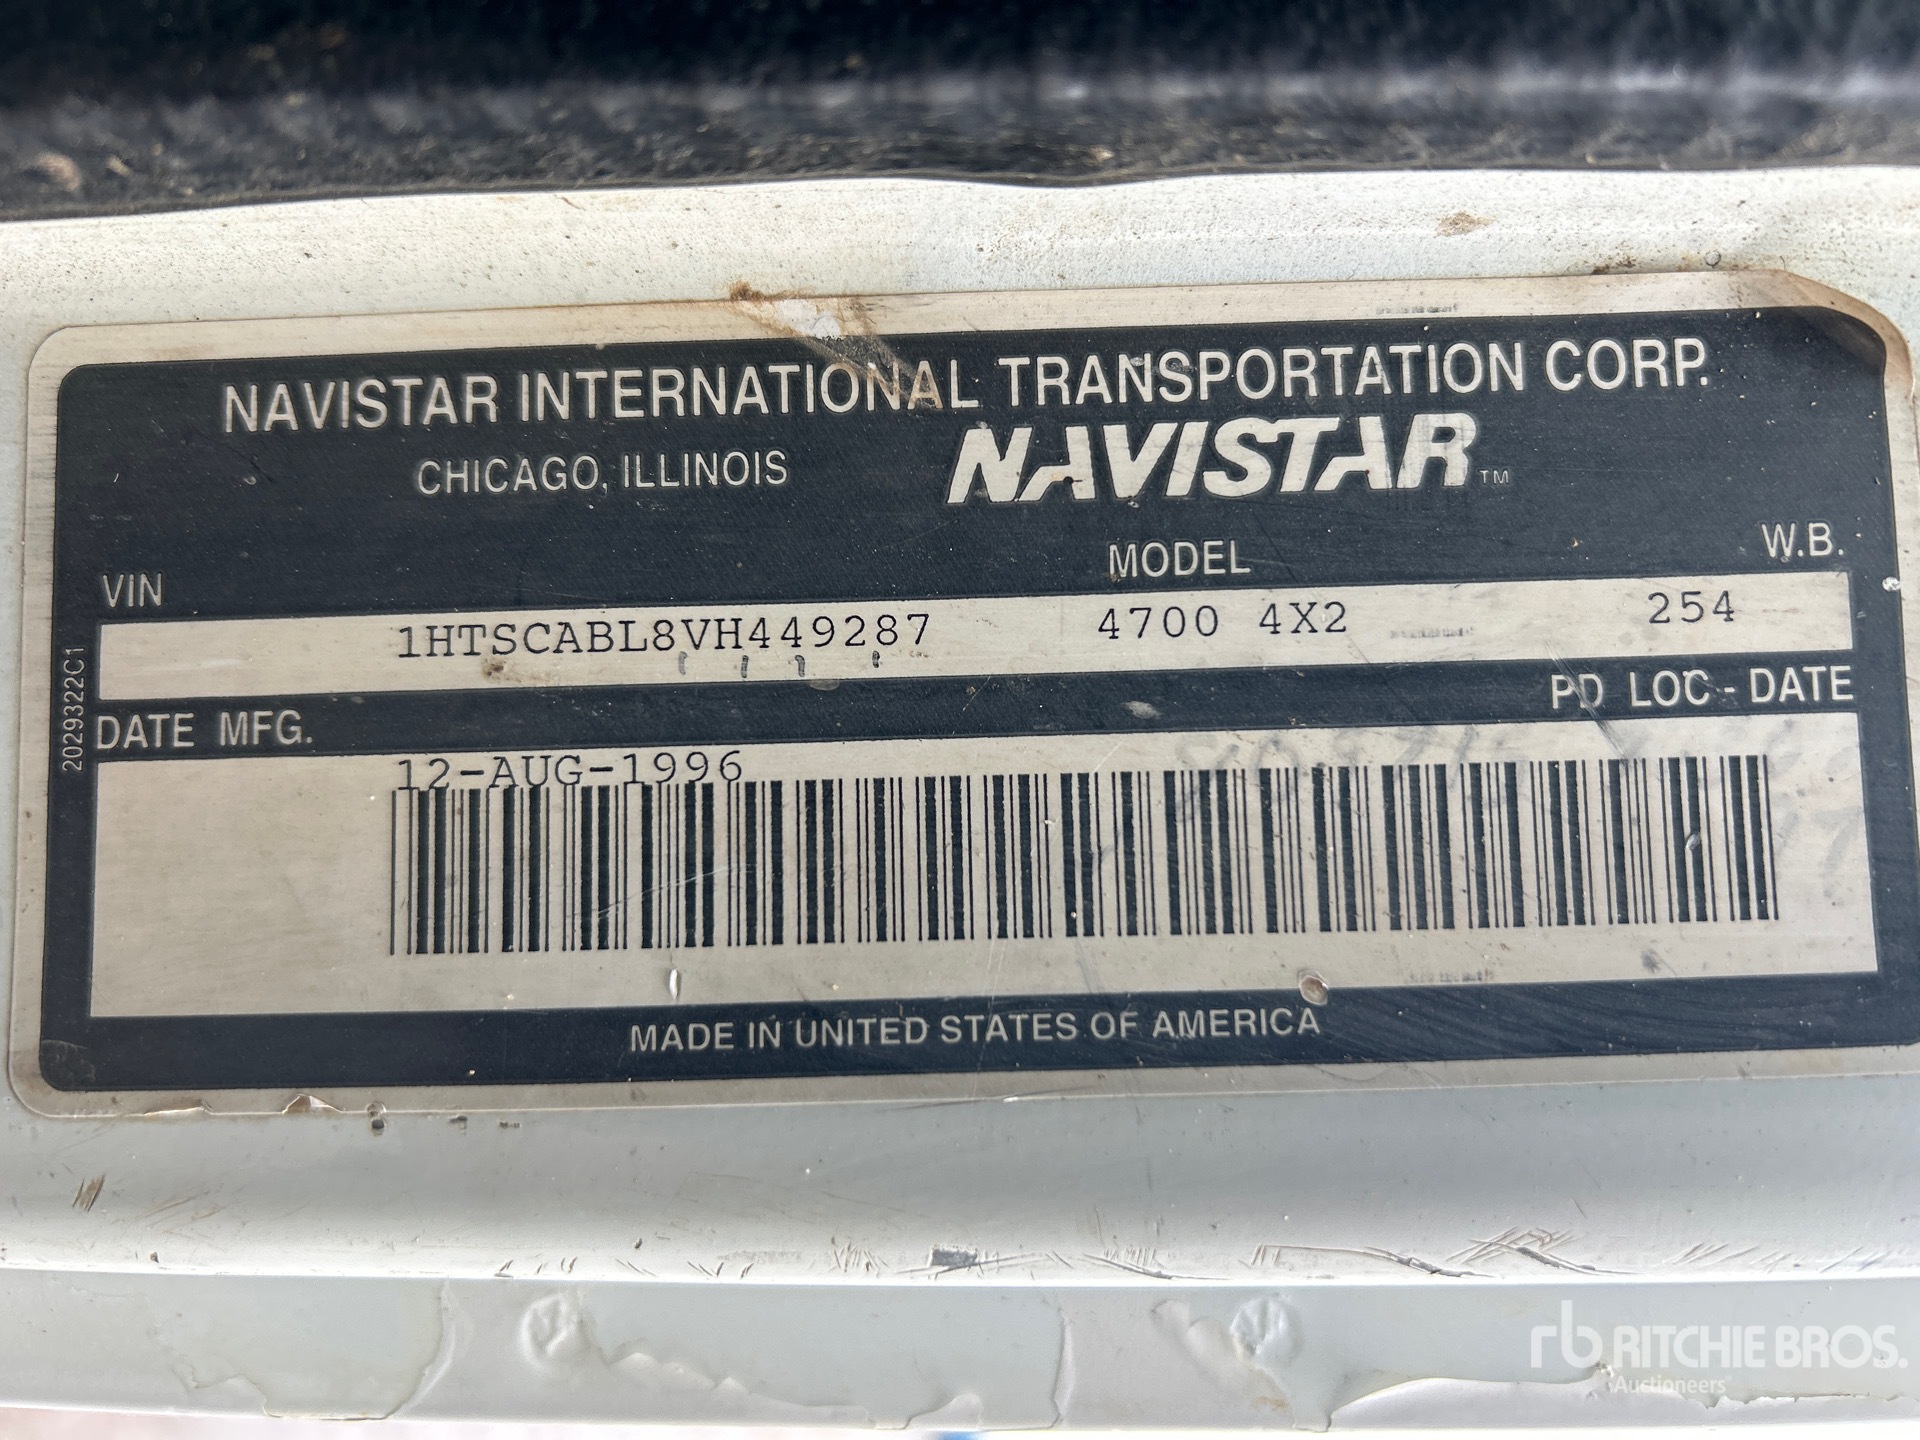 NAVISTAR INTERNATIONAL TRANSPORTATION CORP.
CHICAGO, ILLINOIS
NAVISTAR™
VIN
MODEL
W.B.
1HTSCABL8VH449287
4700 4X2
254
DATE MFG.
PD LOC - DATE
12-AUG-1996
2029322C1
MADE IN UNITED STATES OF AMERICA
rb RITCHIE BROS.
Auctioneers